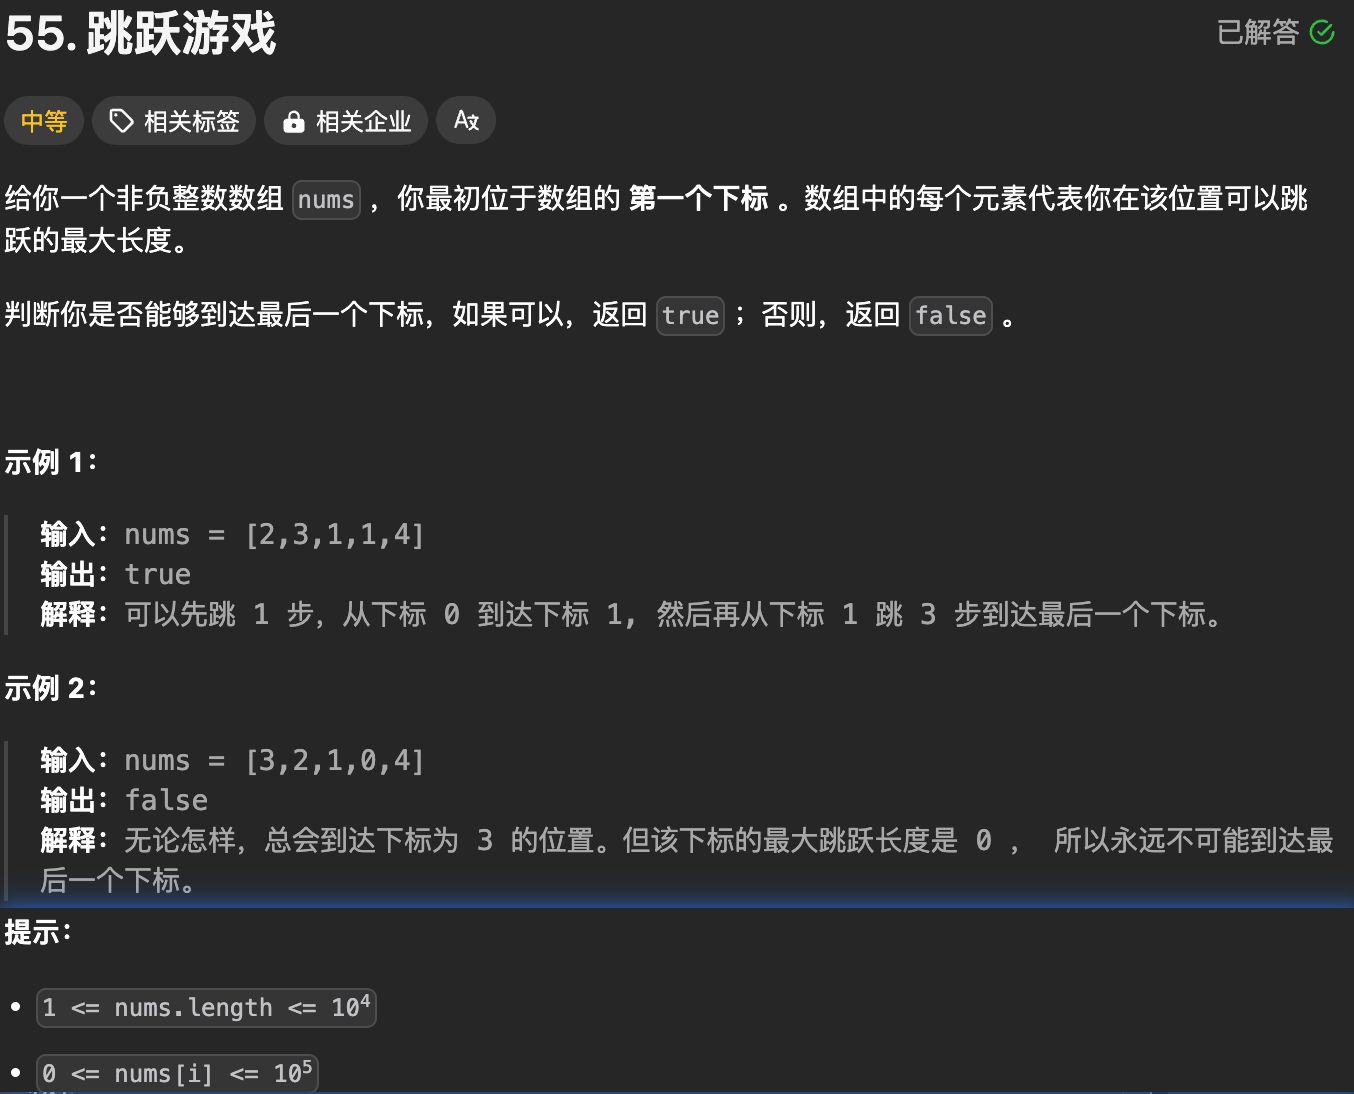 55. 跳跃游戏
已解答
中等
相关标签
相关企业
给你一个非负整数数组 nums ，你最初位于数组的 第一个下标 。数组中的每个元素代表你在该位置可以跳
跃的最大长度。
判断你是否能够到达最后一个下标，如果可以，返回 true ；否则，返回 false 。
示例 1：
输入：nums = [2,3,1,1,4]
输出：true
解释：可以先跳 1 步，从下标 0 到达下标 1, 然后再从下标 1 跳 3 步到达最后一个下标。
示例 2：
输入：nums = [3,2,1,0,4]
输出：false
解释：无论怎样，总会到达下标为 3 的位置。但该下标的最大跳跃长度是 0 ， 所以永远不可能到达最
后一个下标。
提示：
1 <= nums.length <= 10⁴
0 <= nums[i] <= 10⁵